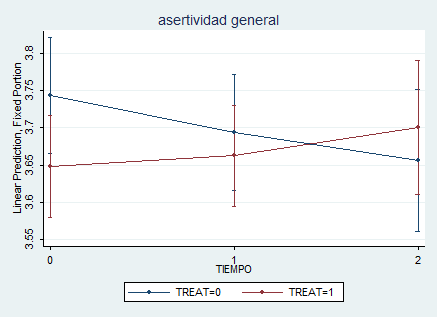 asertividad general
Linear Prediction, Fixed Portion
3.8
3.75
3.7
3.65
3.6
3.55
0 1 2
TIEMPO
TREAT=0 TREAT=1